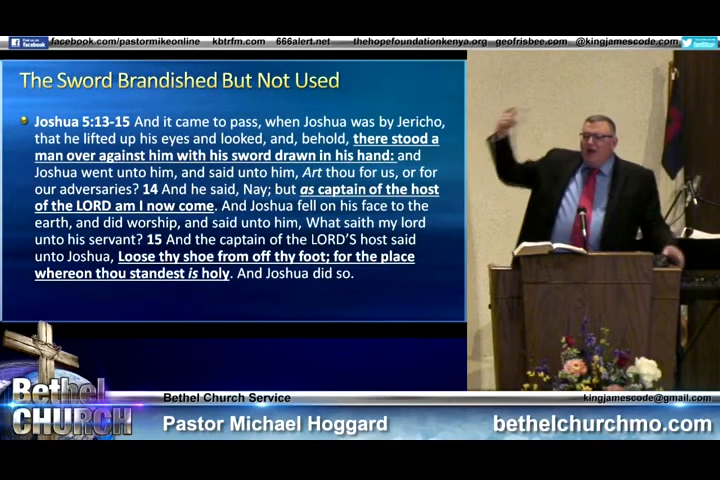 Find us on facebook facebook.com/pastormikeonline kbtrfm.com 666alert.net thehopefoundationkenya.org geofrisbee.com @kingjamescode.com twitter
The Sword Brandished But Not Used
Joshua 5:13-15 And it came to pass, when Joshua was by Jericho,
that he lifted up his eyes and looked, and, behold, there stood a
man over against him with his sword drawn in his hand: and
Joshua went unto him, and said unto him, Art thou for us, or for
our adversaries? 14 And he said, Nay; but as captain of the host
of the LORD am I now come. And Joshua fell on his face to the
earth, and did worship, and said unto him, What saith my lord
unto his servant? 15 And the captain of the LORD'S host said
unto Joshua, Loose thy shoe from off thy foot; for the place
whereon thou standest is holy. And Joshua did so.
Bethel
CHURCH
Bethel Church Service kingjamescode@gmail.com
Pastor Michael Hoggard bethelchurchmo.com